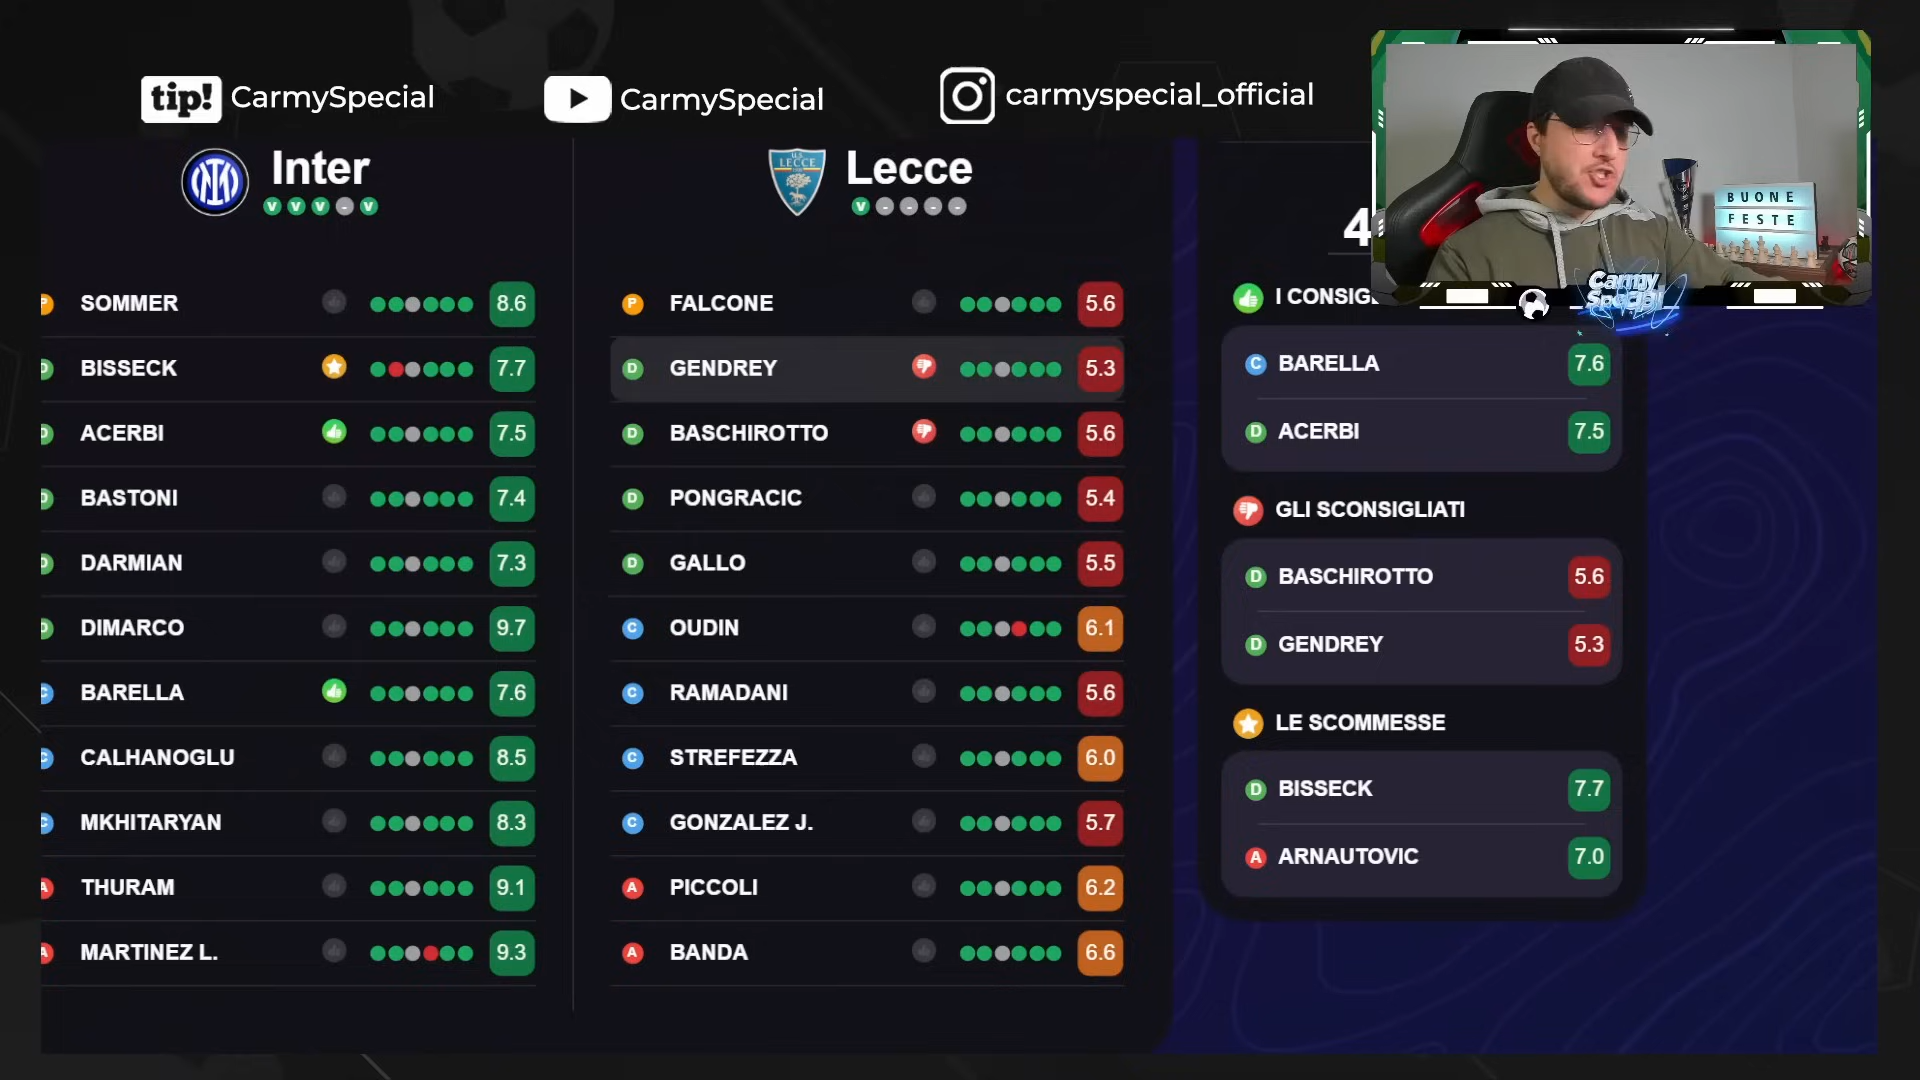 tip! CarmySpecial
CarmySpecial
carmyspecial_official
BUONE
FESTE
Carmy
Special
Inter
V V V - V
P SOMMER 8.6
D BISSECK 7.7
D ACERBI 7.5
D BASTONI 7.4
D DARMIAN 7.3
D DIMARCO 9.7
C BARELLA 7.6
C CALHANOGLU 8.5
C MKHITARYAN 8.3
A THURAM 9.1
A MARTINEZ L. 9.3
U.S.
LECCE
Lecce
V - - - -
P FALCONE 5.6
D GENDREY 5.3
D BASCHIROTTO 5.6
D PONGRACIC 5.4
D GALLO 5.5
C OUDIN 6.1
C RAMADANI 5.6
C STREFEZZA 6.0
C GONZALEZ J. 5.7
A PICCOLI 6.2
A BANDA 6.6
4
I CONSIG
C BARELLA 7.6
D ACERBI 7.5
GLI SCONSIGLIATI
D BASCHIROTTO 5.6
D GENDREY 5.3
LE SCOMMESSE
D BISSECK 7.7
A ARNAUTOVIC 7.0